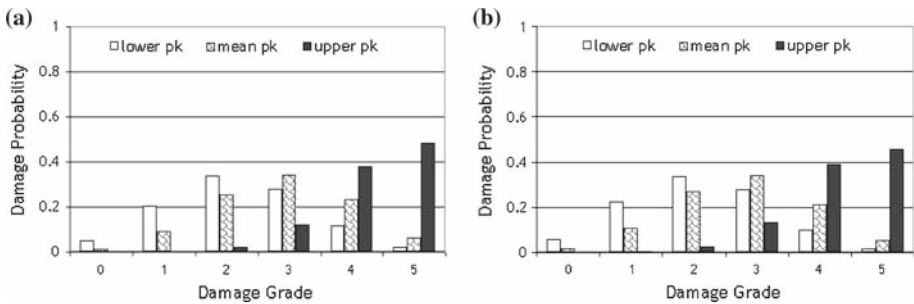 (a)
1
0.8
0.6
0.4
0.2
0
Damage Probability
lower pk mean pk upper pk
0 1 2 3 4 5
Damage Grade
(b)
1
0.8
0.6
0.4
0.2
0
Damage Probability
lower pk mean pk upper pk
0 1 2 3 4 5
Damage Grade